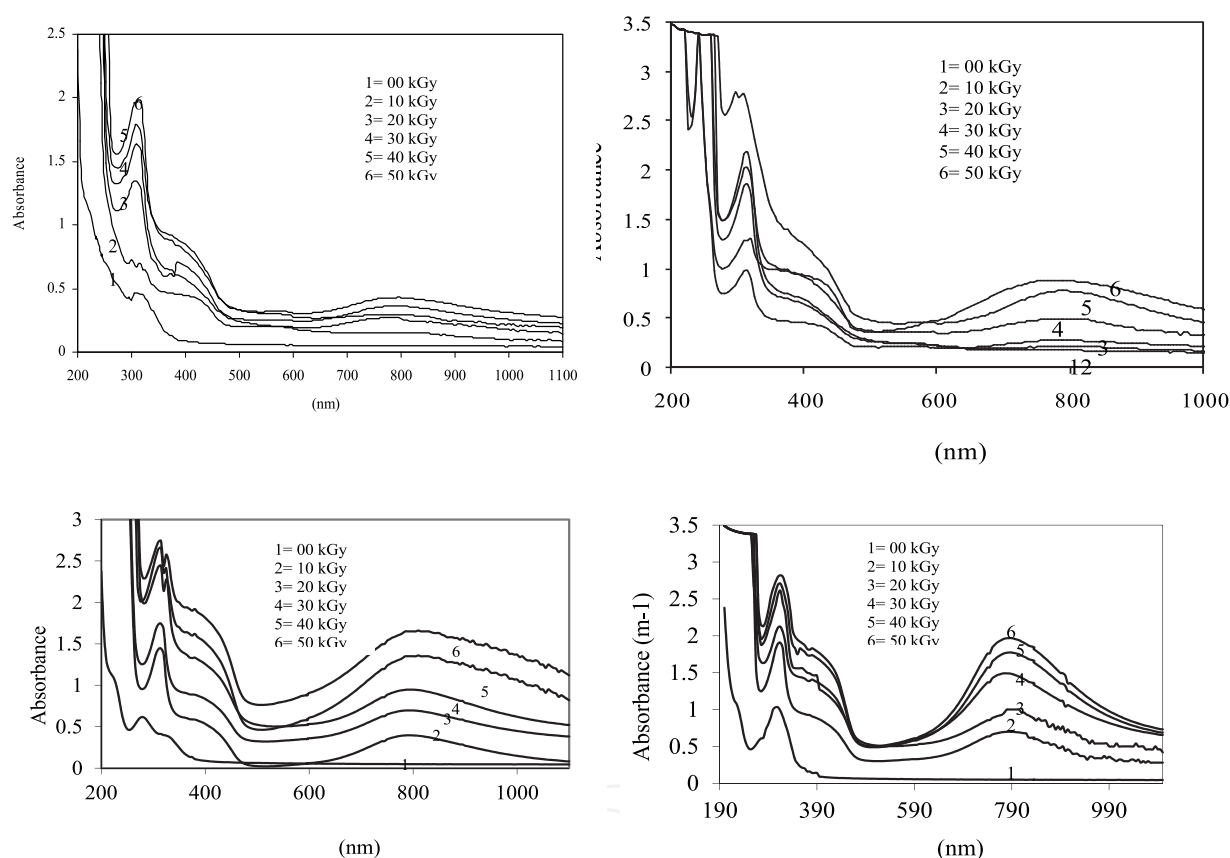 2.5
2
1.5
1
0.5
0
Absorbance
1= 00 kGy
2= 10 kGy
3= 20 kGy
4= 30 kGy
5= 40 kGy
6= 50 kGy
6
5
4
3
2
1
200 300 400 500 600 700 800 900 1000 1100
(nm)
3.5
3
2.5
2
1.5
1
0.5
0
Absorbance
1= 00 kGy
2= 10 kGy
3= 20 kGy
4= 30 kGy
5= 40 kGy
6= 50 kGy
6
5
4
3
12
200 400 600 800 1000
(nm)
3
2.5
2
1.5
1
0.5
0
Absorbance
1= 00 kGy
2= 10 kGy
3= 20 kGy
4= 30 kGy
5= 40 kGy
6= 50 kGy
6
5
4
3
2
1
200 400 600 800 1000
(nm)
3.5
3
2.5
2
1.5
1
0.5
0
Absorbance (m-1)
1= 00 kGy
2= 10 kGy
3= 20 kGy
4= 30 kGy
5= 40 kGy
6= 50 kGy
6
5
4
3
2
1
190 390 590 790 990
(nm)